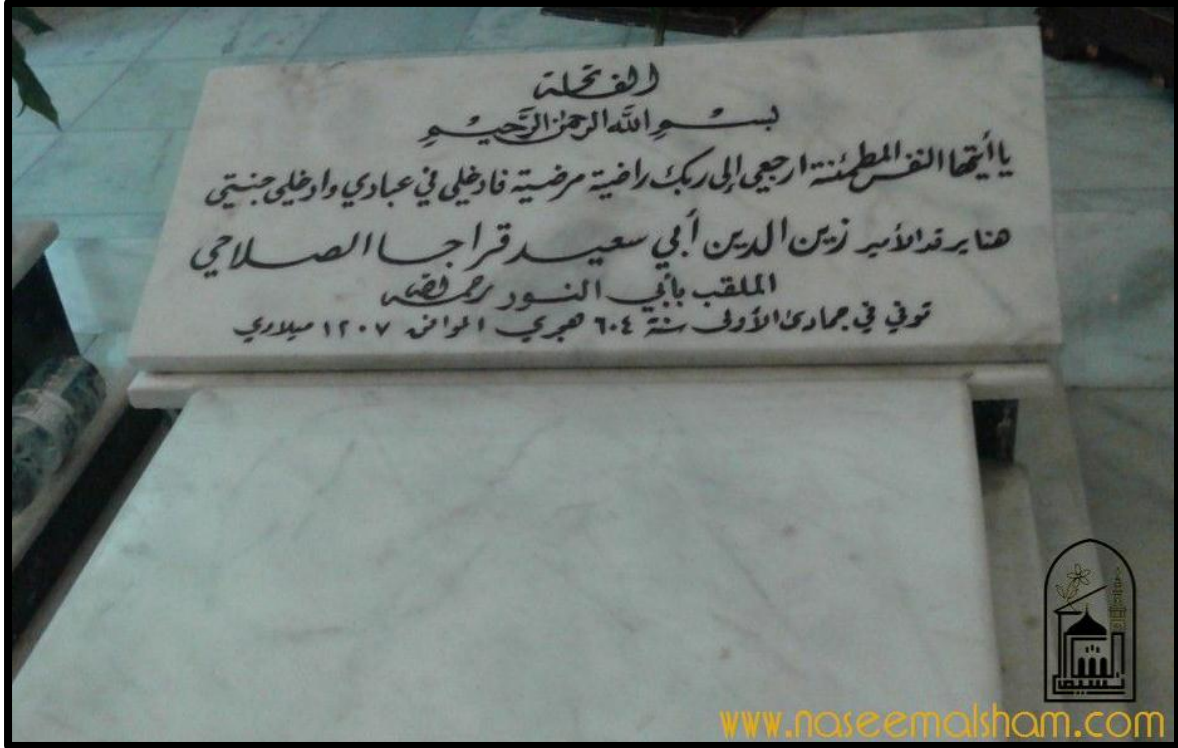 الفاتحة
بسم الله الرحمن الرحيم
يا أيتها النفس المطمئنة ارجعي إلى ربك راضية مرضية فادخلي في عبادي وادخلي جنتي
هنا يرقد الأمير زين الدين أبي سعيد قراجا الصلاحي
الملقب بأبي النور رحمه الله
توفي في جمادى الأولى سنة ٦٠٤ هجري الموافق ١٢٠٧ ميلادي
نسيم
www.naseemalsham.com